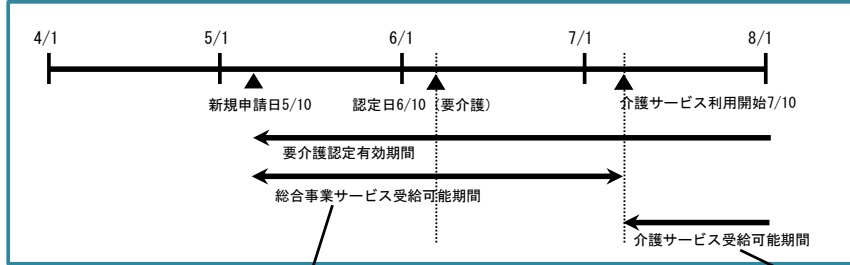 4/1 5/1 6/1 7/1 8/1
新規申請日5/10 認定日6/10（要介護） 介護サービス利用開始7/10
要介護認定有効期間
総合事業サービス受給可能期間
介護サービス受給可能期間